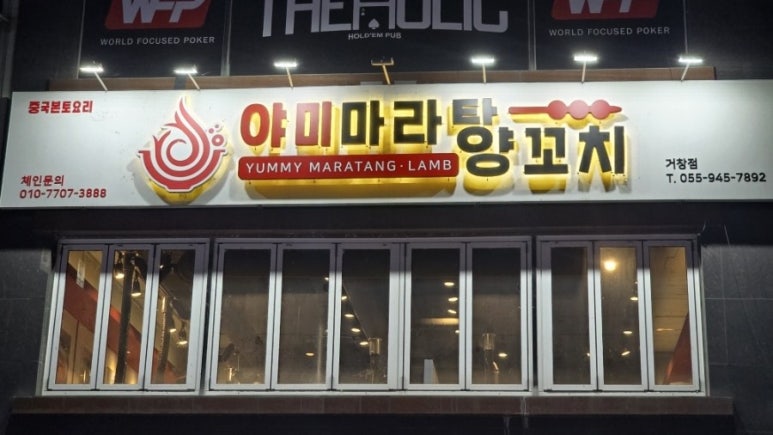 WFP
WORLD FOCUSED POKER
THEHOLIC
HOLD'EM PUB
WFP
WORLD FOCUSED POKER
중국본토요리
체인문의
010-7707-3888
야미마라탕양꼬치
YUMMY MARATANG · LAMB
거창점
T. 055-945-7892